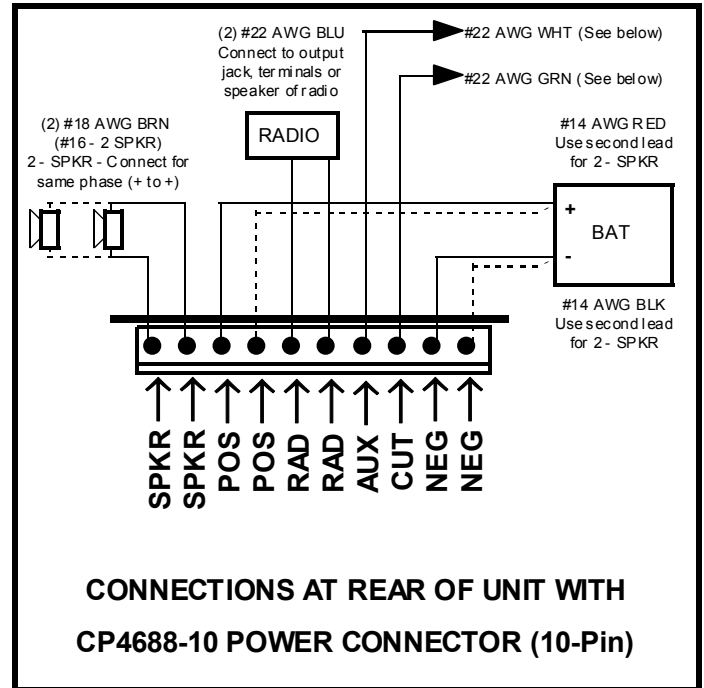 (2) #22 AWG BLU
Connect to output
jack, terminals or
speaker of radio
#22 AWG WHT (See below)
#22 AWG GRN (See below)
(2) #18 AWG BRN
(#16 - 2 SPKR)
2 - SPKR - Connect for
same phase (+ to +)
RADIO
#14 AWG RED
Use second lead
for 2 - SPKR
+
BAT
-
#14 AWG BLK
Use second lead
for 2 - SPKR
SPKR
SPKR
POS
POS
RAD
RAD
AUX
CUT
NEG
NEG
CONNECTIONS AT REAR OF UNIT WITH
CP4688-10 POWER CONNECTOR (10-Pin)